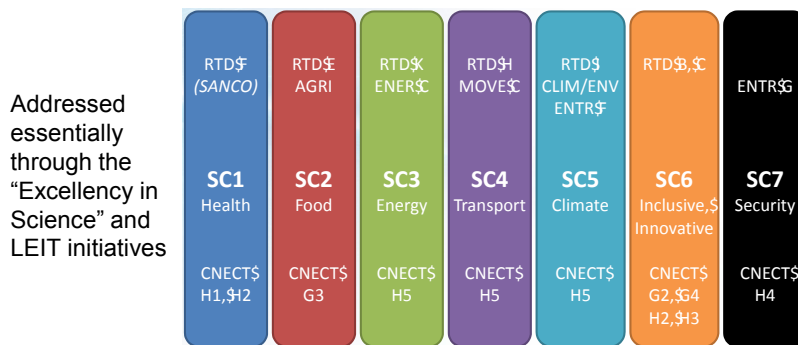 Addressed
essentially
through the
“Excellency in
Science” and
LEIT initiatives
RTD$F
(SANCO)
SC1
Health
CNECT$
H1,$H2
RTD$E
AGRI
SC2
Food
CNECT$
G3
RTD$K
ENER$C
SC3
Energy
CNECT$
H5
RTD$H
MOVE$C
SC4
Transport
CNECT$
H5
RTD$I
CLIM/ENV
ENTR$F
SC5
Climate
CNECT$
H5
RTD$B,$C
SC6
Inclusive,$
Innovative
CNECT$
G2,$G4
H2,$H3
ENTR$G
SC7
Security
CNECT$
H4